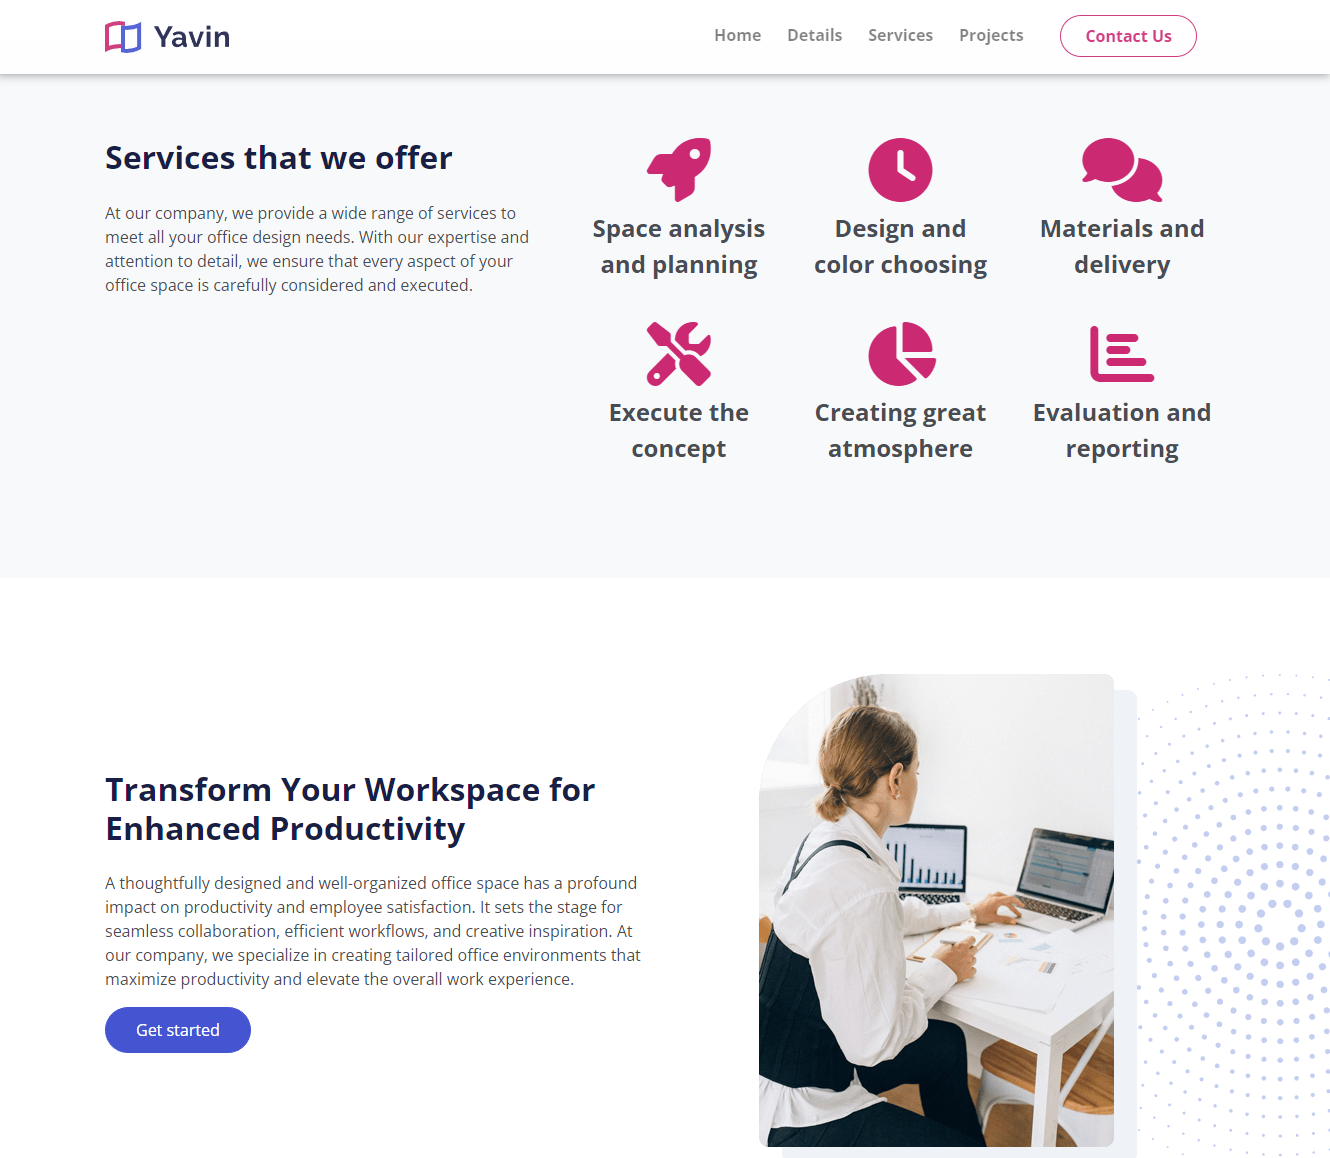 Yavin
Home
Details
Services
Projects
Contact Us
Services that we offer
At our company, we provide a wide range of services to
meet all your office design needs. With our expertise and
attention to detail, we ensure that every aspect of your
office space is carefully considered and executed.
Space analysis
and planning
Design and
color choosing
Materials and
delivery
Execute the
concept
Creating great
atmosphere
Evaluation and
reporting
Transform Your Workspace for
Enhanced Productivity
A thoughtfully designed and well-organized office space has a profound
impact on productivity and employee satisfaction. It sets the stage for
seamless collaboration, efficient workflows, and creative inspiration. At
our company, we specialize in creating tailored office environments that
maximize productivity and elevate the overall work experience.
Get started